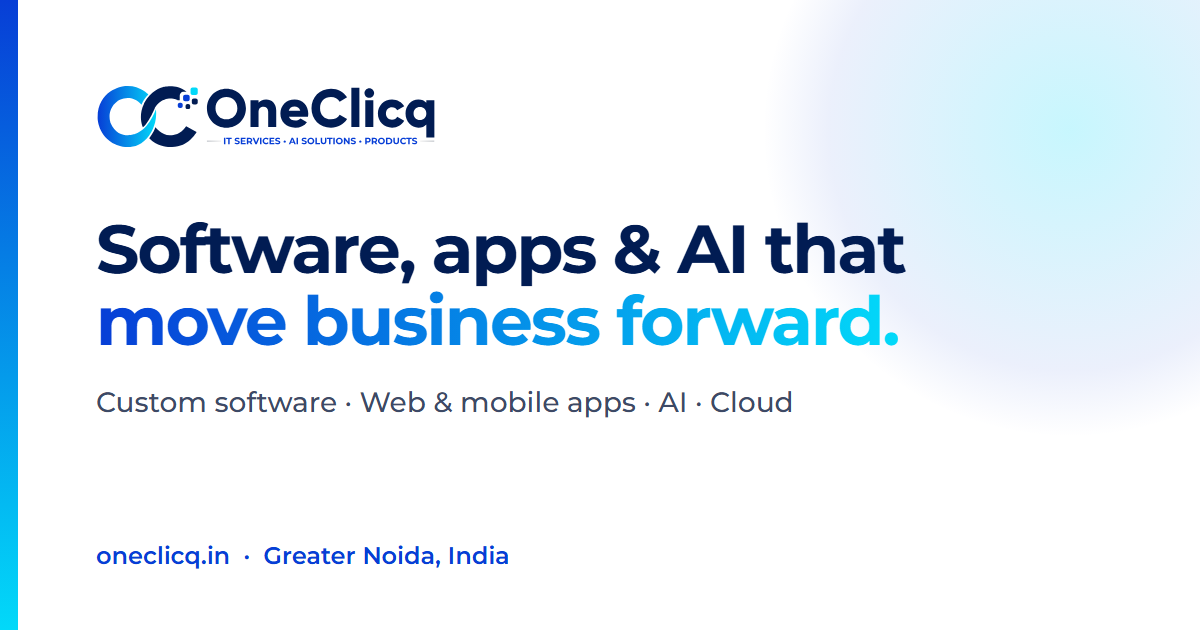 OneClicq
IT SERVICES • AI SOLUTIONS • PRODUCTS
Software, apps & AI that
move business forward.
Custom software · Web & mobile apps · AI · Cloud
oneclicq.in · Greater Noida, India